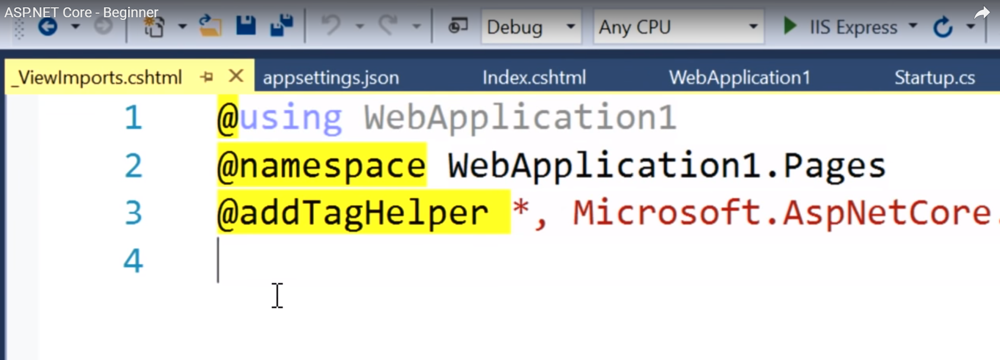 ASP.NET Core - Beginner
Debug Any CPU IIS Express
_ViewImports.cshtml appsettings.json Index.cshtml WebApplication1 Startup.cs
1 @using WebApplication1
2 @namespace WebApplication1.Pages
3 @addTagHelper *, Microsoft.AspNetCore.
4